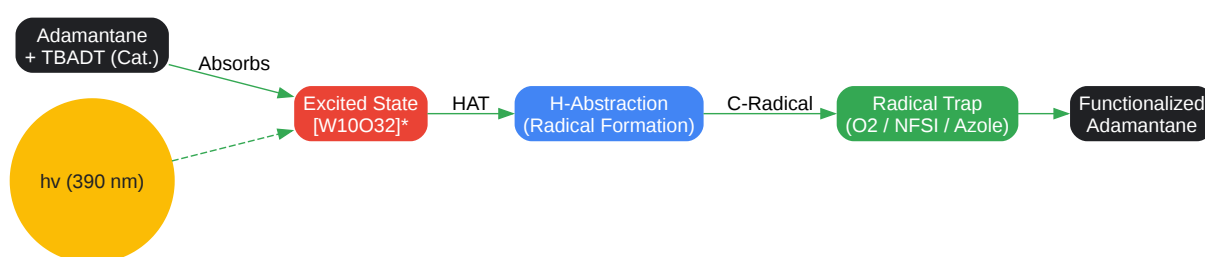 Adamantane
+ TBADT (Cat.)
Absorbs
hv (390 nm)
Excited State
[W10O32]*
HAT
H-Abstraction
(Radical Formation)
C-Radical
Radical Trap
(O2 / NFSI / Azole)
Functionalized
Adamantane